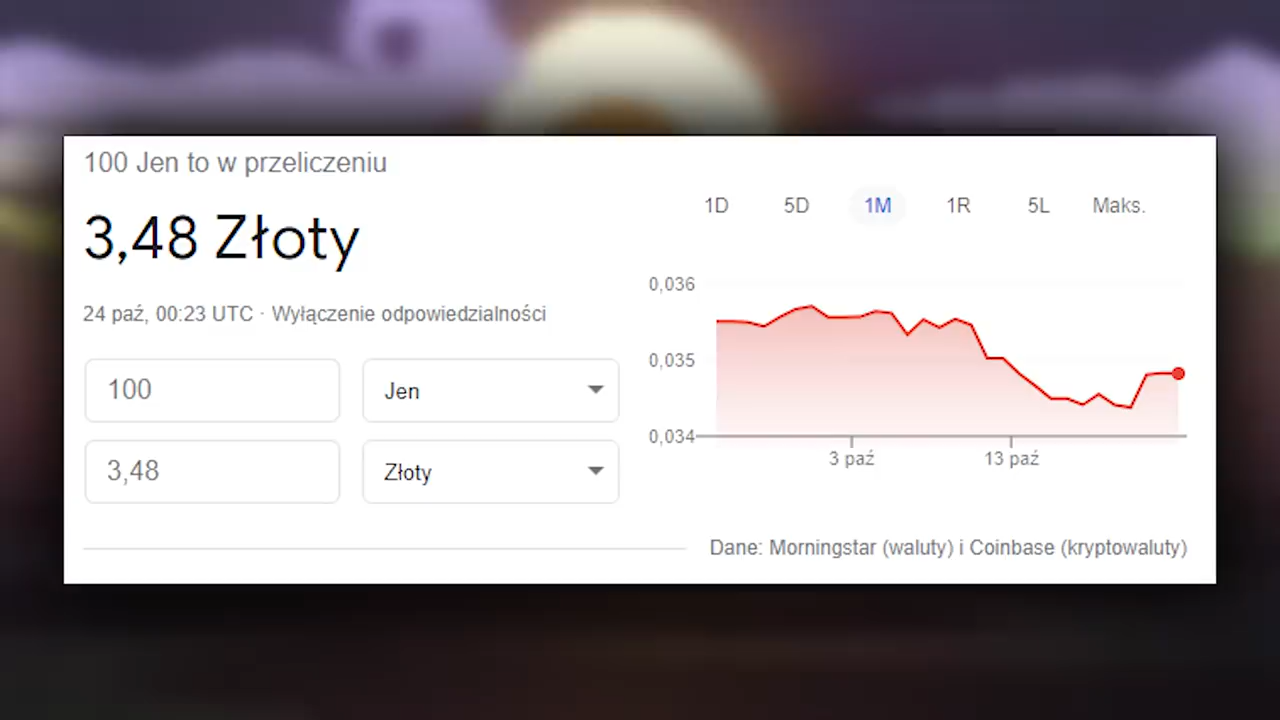 100 Jen to w przeliczeniu
3,48 Złoty
24 paź, 00:23 UTC · Wyłączenie odpowiedzialności
100 Jen
3,48 Złoty
1D 5D 1M 1R 5L Maks.
0,036
0,035
0,034
3 paź 13 paź
Dane: Morningstar (waluty) i Coinbase (kryptowaluty)